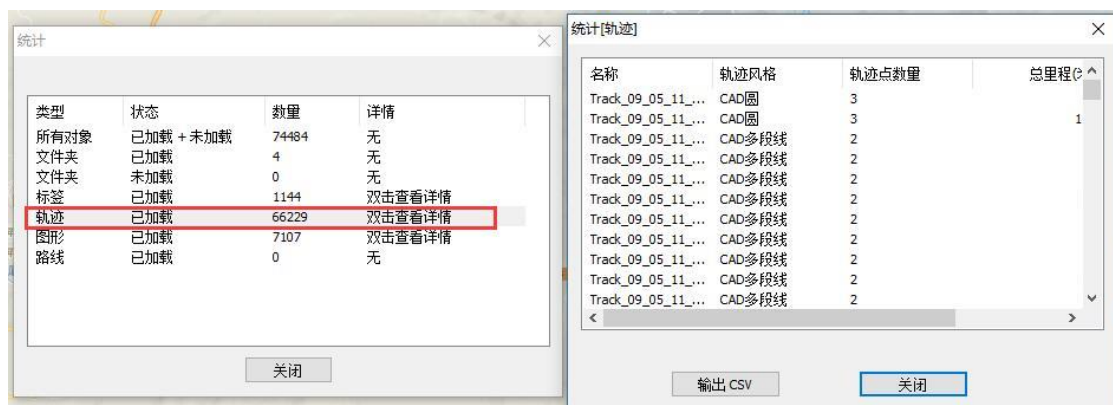 统计
类型 状态 数量 详情
所有对象 已加载 + 未加载 74484 无
文件夹 已加载 4 无
文件夹 未加载 0 无
标签 已加载 1144 双击查看详情
轨迹 已加载 66229 双击查看详情
图形 已加载 7107 双击查看详情
路线 已加载 0 无
关闭
统计[轨迹]
名称 轨迹风格 轨迹点数量 总里程(
Track_09_05_11_... CAD圆 3
Track_09_05_11_... CAD圆 3 1
Track_09_05_11_... CAD多段线 2
Track_09_05_11_... CAD多段线 2
Track_09_05_11_... CAD多段线 2
Track_09_05_11_... CAD多段线 2
Track_09_05_11_... CAD多段线 2
Track_09_05_11_... CAD多段线 2
Track_09_05_11_... CAD多段线 2
Track_09_05_11_... CAD多段线 2
Track_09_05_11_... CAD多段线 2
输出 CSV 关闭